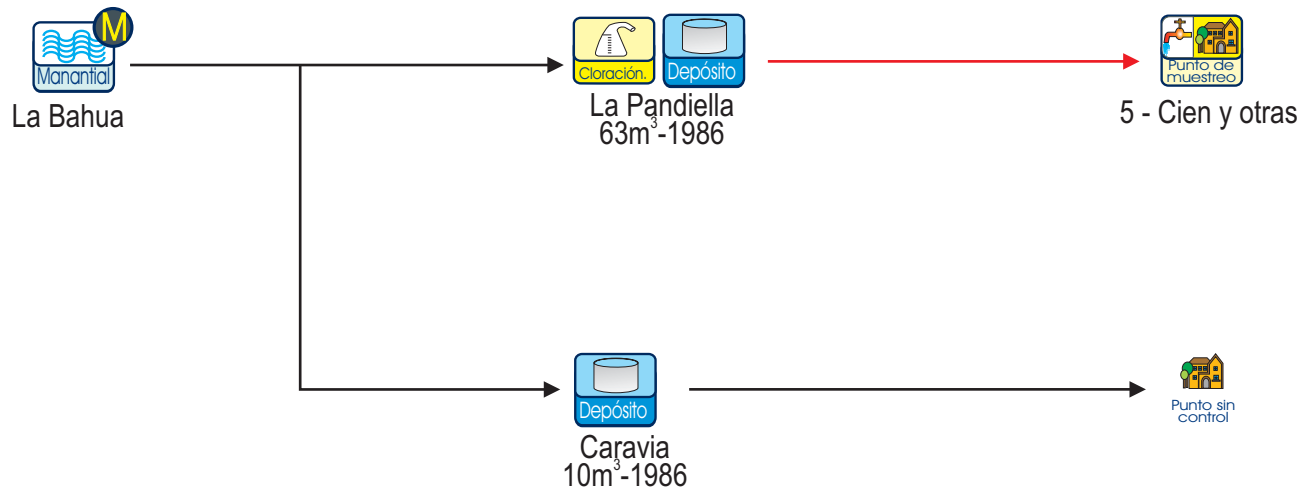 M
Manantial
La Bahua
Cloración.
Depósito
La Pandiella
63m³-1986
Punto de
muestreo
5 - Cien y otras
Depósito
Caravia
10m³-1986
Punto sin
control